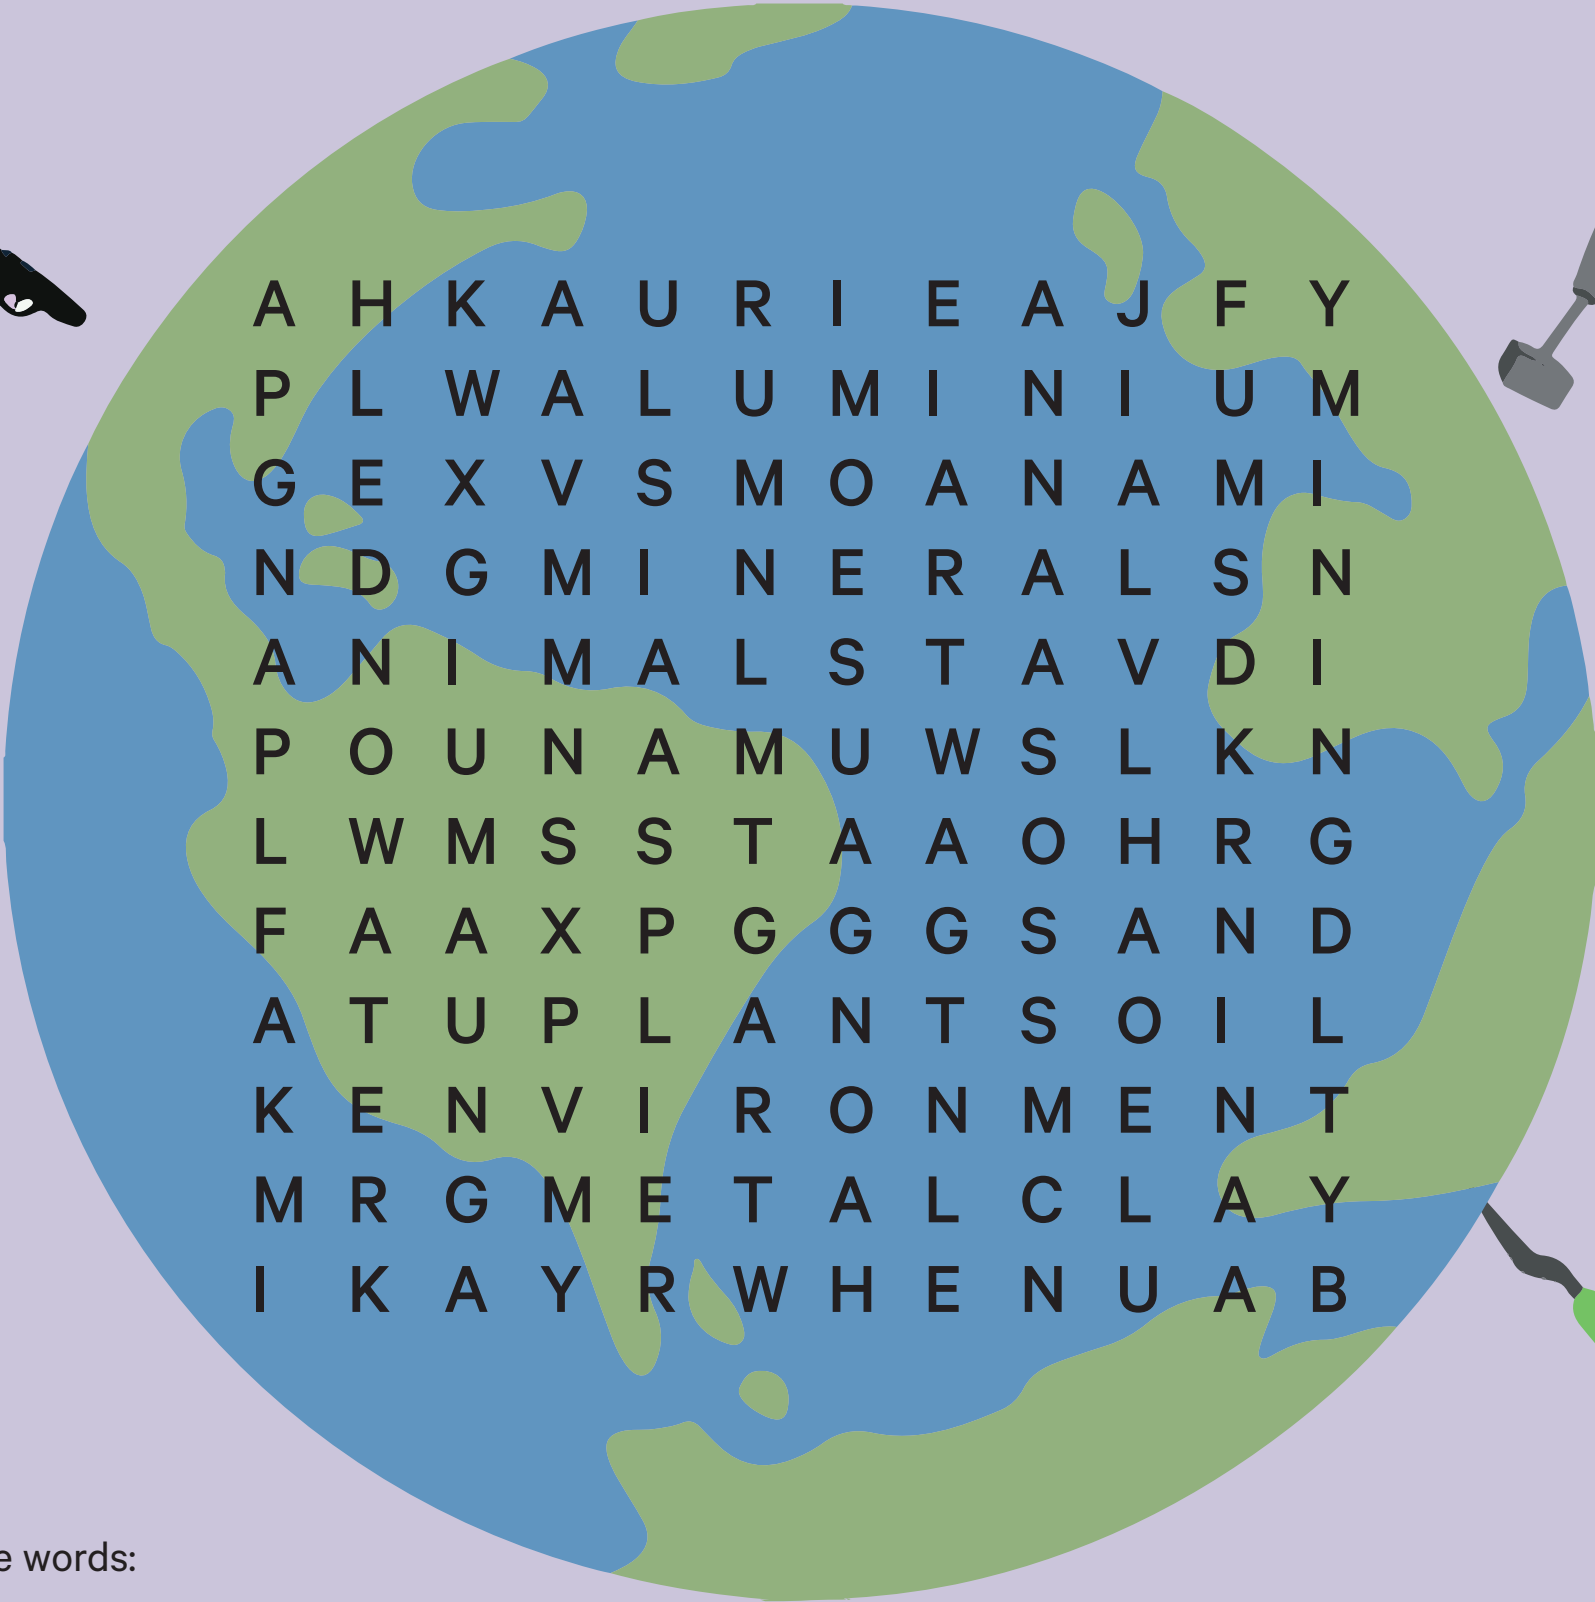 A H K A U R I E A J F Y
P L W A L U M I N I U M
G E X V S M O A N A M I
N D G M I N E R A L S N
A N I M A L S T A V D I
P O U N A M U W S L K N
L W M S S T A A O H R G
F A A X P G G G S A N D
A T U P L A N T S O I L
K E N V I R O N M E N T
M R G M E T A L C L A Y
I K A Y R W H E N U A B
words: